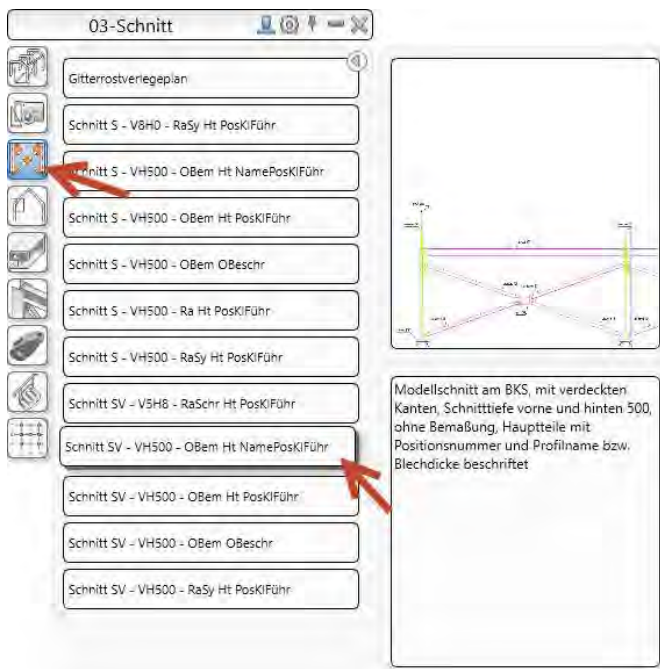 03-Schnitt
Gitterrostverlegeplan
Schnitt S - V8H0 - RaSy Ht PosKlFühr
Schnitt S - VH500 - OBem Ht NamePosKlFühr
Schnitt S - VH500 - OBem Ht PosKlFühr
Schnitt S - VH500 - OBem OBeschr
Schnitt S - VH500 - Ra Ht PosKlFühr
Schnitt S - VH500 - RaSy Ht PosKlFühr
Schnitt SV - V5H8 - RaSchr Ht PosKlFühr
Schnitt SV - VH500 - OBem Ht NamePosKlFühr
Schnitt SV - VH500 - OBem Ht PosKlFühr
Schnitt SV - VH500 - OBem OBeschr
Schnitt SV - VH500 - RaSy Ht PosKlFühr
Modellschnitt am BKS, mit verdeckten
Kanten, Schnitttiefe vorne und hinten 500,
ohne Bemaßung, Hauptteile mit
Positionsnummer und Profilname bzw.
Blechdicke beschriftet